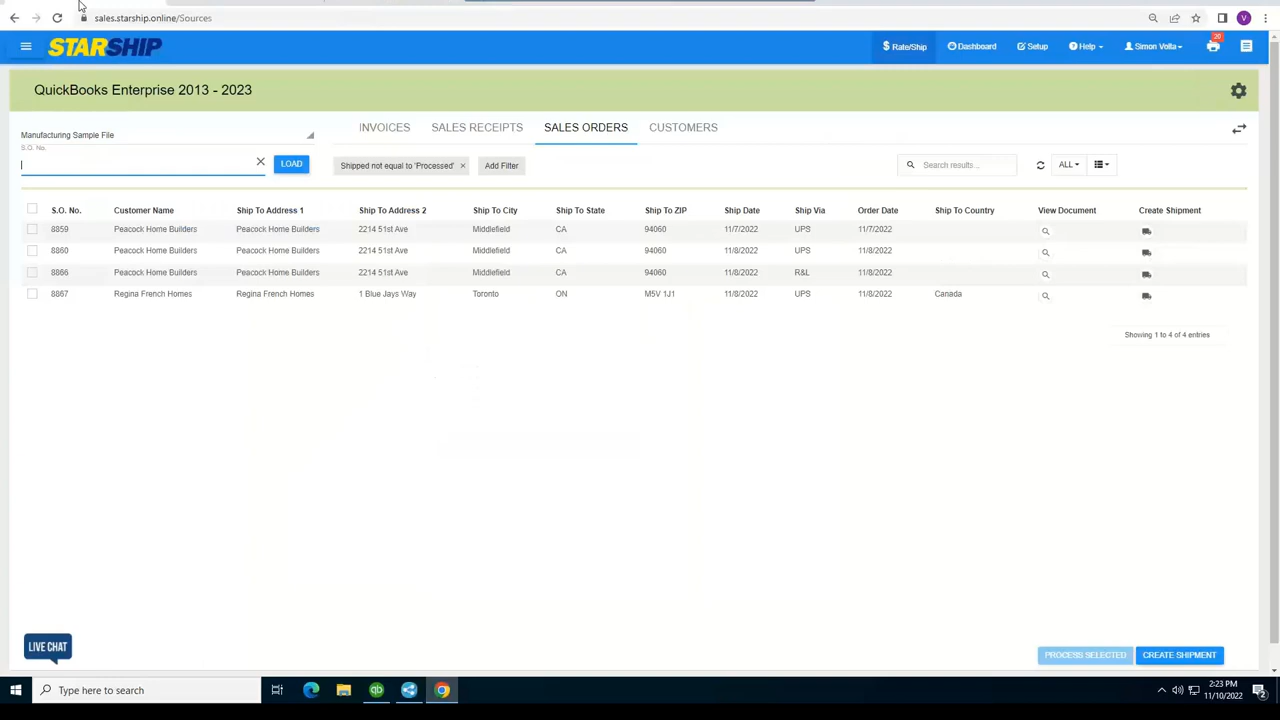 sales.starship.online/Sources
STARSHIP
$ Rate/Ship
Dashboard
Setup
Help
Simon Volta
20
QuickBooks Enterprise 2013 - 2023
Manufacturing Sample File
S.O. No.
LOAD
INVOICES SALES RECEIPTS SALES ORDERS CUSTOMERS
Shipped not equal to 'Processed' ×
Add Filter
Search results...
ALL
S.O. No. Customer Name Ship To Address 1 Ship To Address 2 Ship To City Ship To State Ship To ZIP Ship Date Ship Via Order Date Ship To Country View Document Create Shipment
8859 Peacock Home Builders Peacock Home Builders 2214 51st Ave Middlefield CA 94060 11/7/2022 UPS 11/7/2022
8860 Peacock Home Builders Peacock Home Builders 2214 51st Ave Middlefield CA 94060 11/8/2022 UPS 11/8/2022
8866 Peacock Home Builders Peacock Home Builders 2214 51st Ave Middlefield CA 94060 11/8/2022 R&L 11/8/2022
8867 Regina French Homes Regina French Homes 1 Blue Jays Way Toronto ON M5V 1J1 11/8/2022 UPS 11/8/2022 Canada
Showing 1 to 4 of 4 entries
LIVE CHAT
PROCESS SELECTED
CREATE SHIPMENT
Type here to search
qb
2:23 PM
11/10/2022
2
V